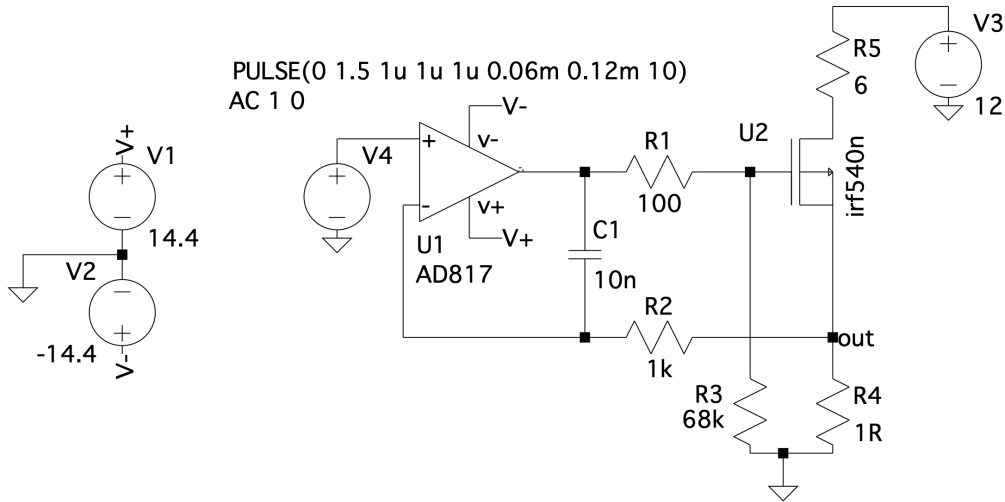 V3
R5
6
12
PULSE(0 1.5 1u 1u 1u 0.06m 0.12m 10)
AC 1 0
V-
V+
V1
V4
+
v-
R1
U2
irf540n
+
-
v+
V+
100
14.4
U1
AD817
C1
10n
V2
-14.4
V-
R2
1k
out
R3
68k
R4
1R